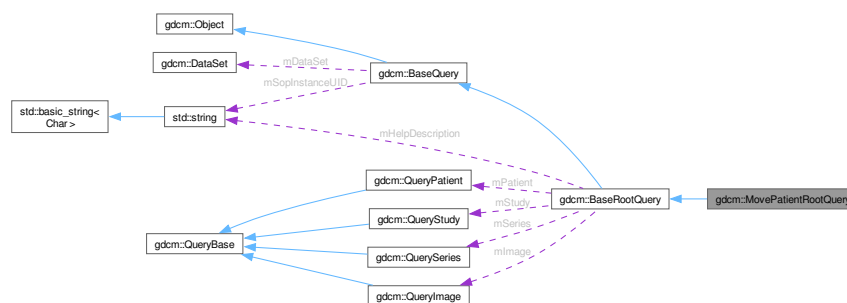 gdcm::Object
gdcm::DataSet
mDataSet
gdcm::BaseQuery
mSopInstanceUID
std::basic_string<
Char >
std::string
mHelpDescription
gdcm::QueryPatient
mPatient
gdcm::BaseRootQuery
gdcm::MovePatientRootQuery
mStudy
gdcm::QueryStudy
mSeries
gdcm::QueryBase
gdcm::QuerySeries
mImage
gdcm::QueryImage